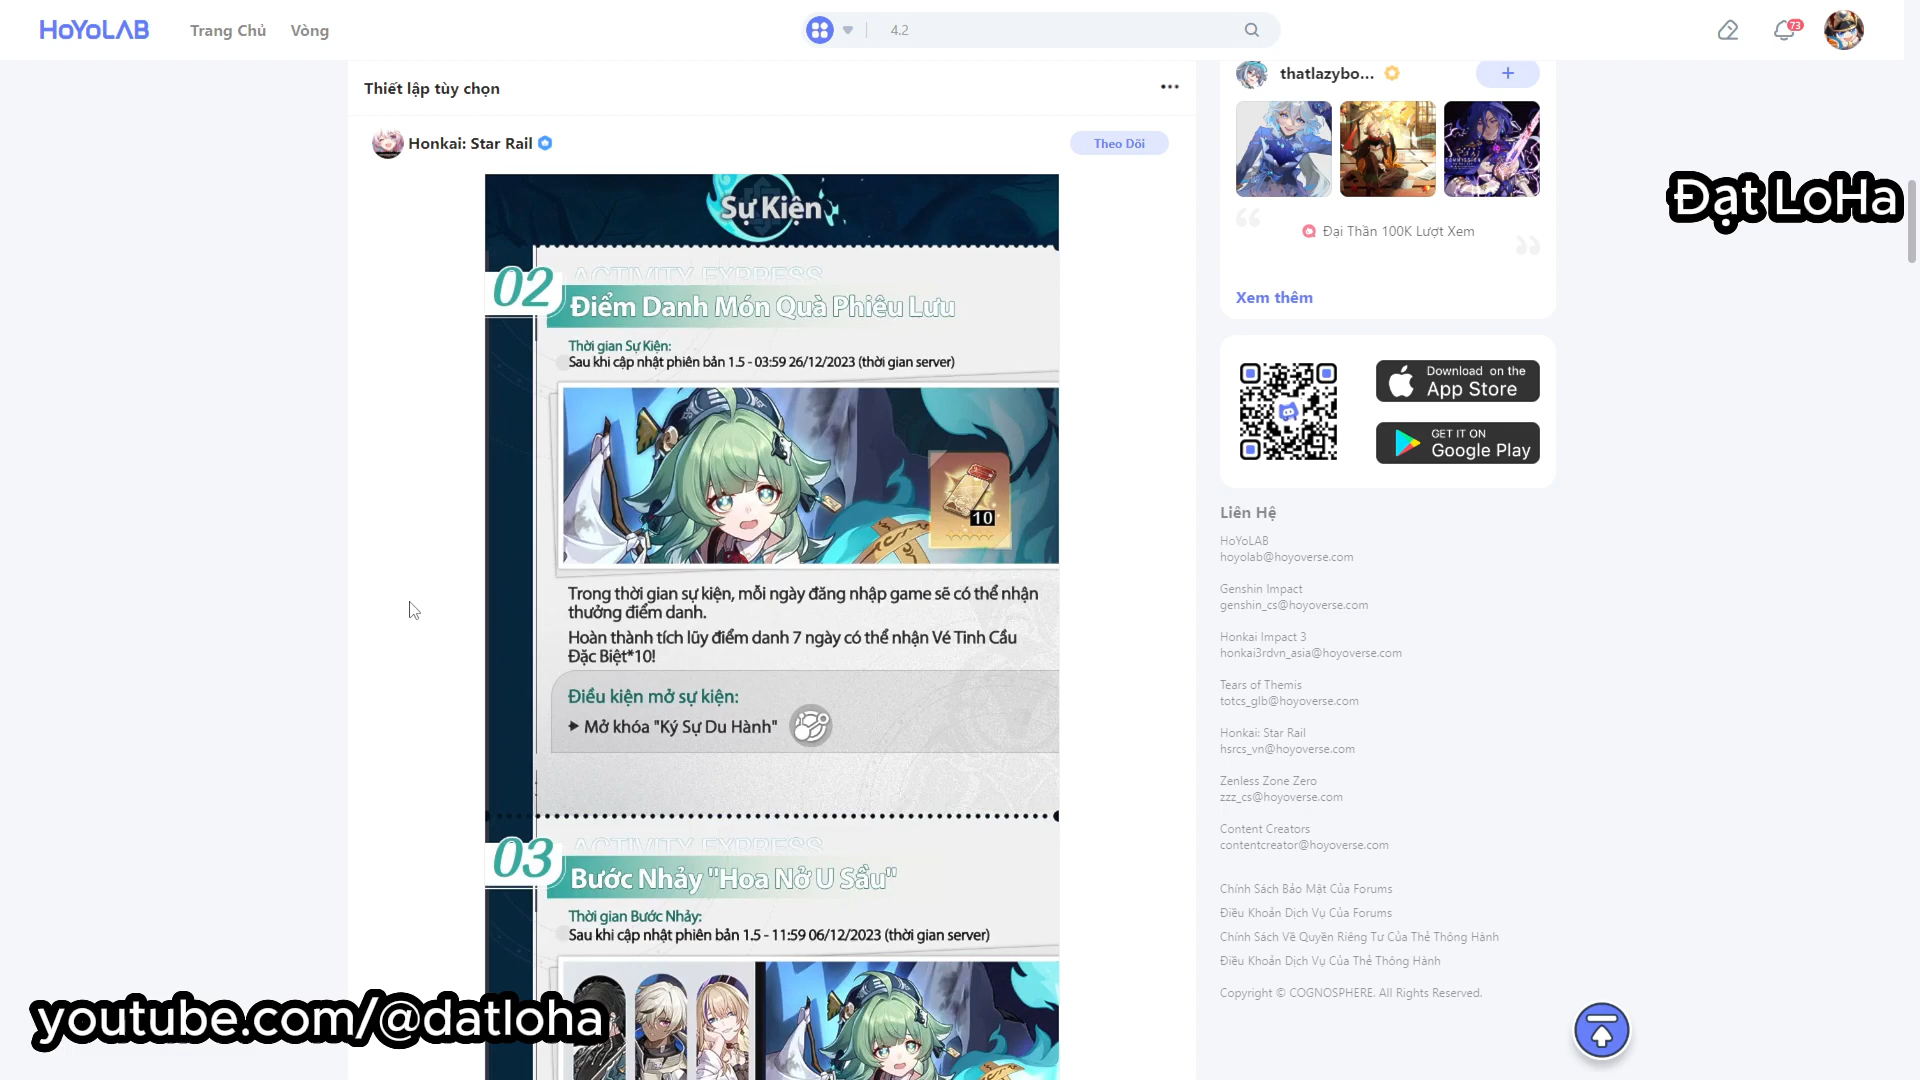 HoYoLAB
Trang Chủ
Vòng
4.2
73
Thiết lập tùy chọn
Honkai: Star Rail
Theo Dõi
Sự Kiện
02
ACTIVITY EXPRESS
Điểm Danh Món Quà Phiêu Lưu
Thời gian Sự Kiện:
Sau khi cập nhật phiên bản 1.5 - 03:59 26/12/2023 (thời gian server)
10
Trong thời gian sự kiện, mỗi ngày đăng nhập game sẽ có thể nhận
thưởng điểm danh.
Hoàn thành tích lũy điểm danh 7 ngày có thể nhận Vé Tinh Cầu
Đặc Biệt*10!
Điều kiện mở sự kiện:
Mở khóa "Ký Sự Du Hành"
03
ACTIVITY EXPRESS
Bước Nhảy "Hoa Nở U Sầu"
Thời gian Bước Nhảy:
Sau khi cập nhật phiên bản 1.5 - 11:59 06/12/2023 (thời gian server)
thatlazybo...
+
Đại Thần 100K Lượt Xem
Xem thêm
Download on the
App Store
GET IT ON
Google Play
Liên Hệ
HoYoLAB
hoyolab@hoyoverse.com
Genshin Impact
genshin_cs@hoyoverse.com
Honkai Impact 3
honkai3rdvn_asia@hoyoverse.com
Tears of Themis
totcs_glb@hoyoverse.com
Honkai: Star Rail
hsrcs_vn@hoyoverse.com
Zenless Zone Zero
zzz_cs@hoyoverse.com
Content Creators
contentcreator@hoyoverse.com
Chính Sách Bảo Mật Của Forums
Điều Khoản Dịch Vụ Của Forums
Chính Sách Về Quyền Riêng Tư Của Thẻ Thông Hành
Điều Khoản Dịch Vụ Của Thẻ Thông Hành
Copyright © COGNOSPHERE. All Rights Reserved.
Đạt LoHa
youtube.com/@datloha